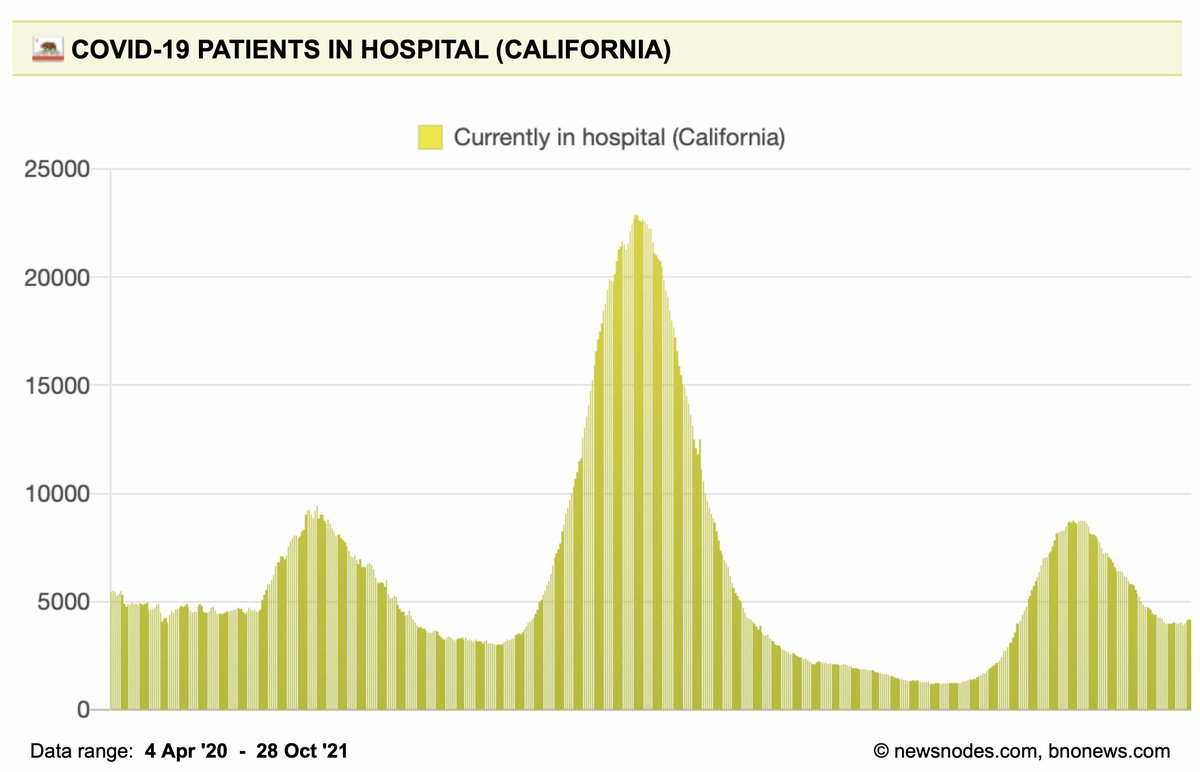 COVID-19 PATIENTS IN HOSPITAL (CALIFORNIA)
Currently in hospital (California)
25000
20000
15000
10000
5000
0
Data range: 4 Apr '20 - 28 Oct '21
© newsnodes.com, bnonews.com